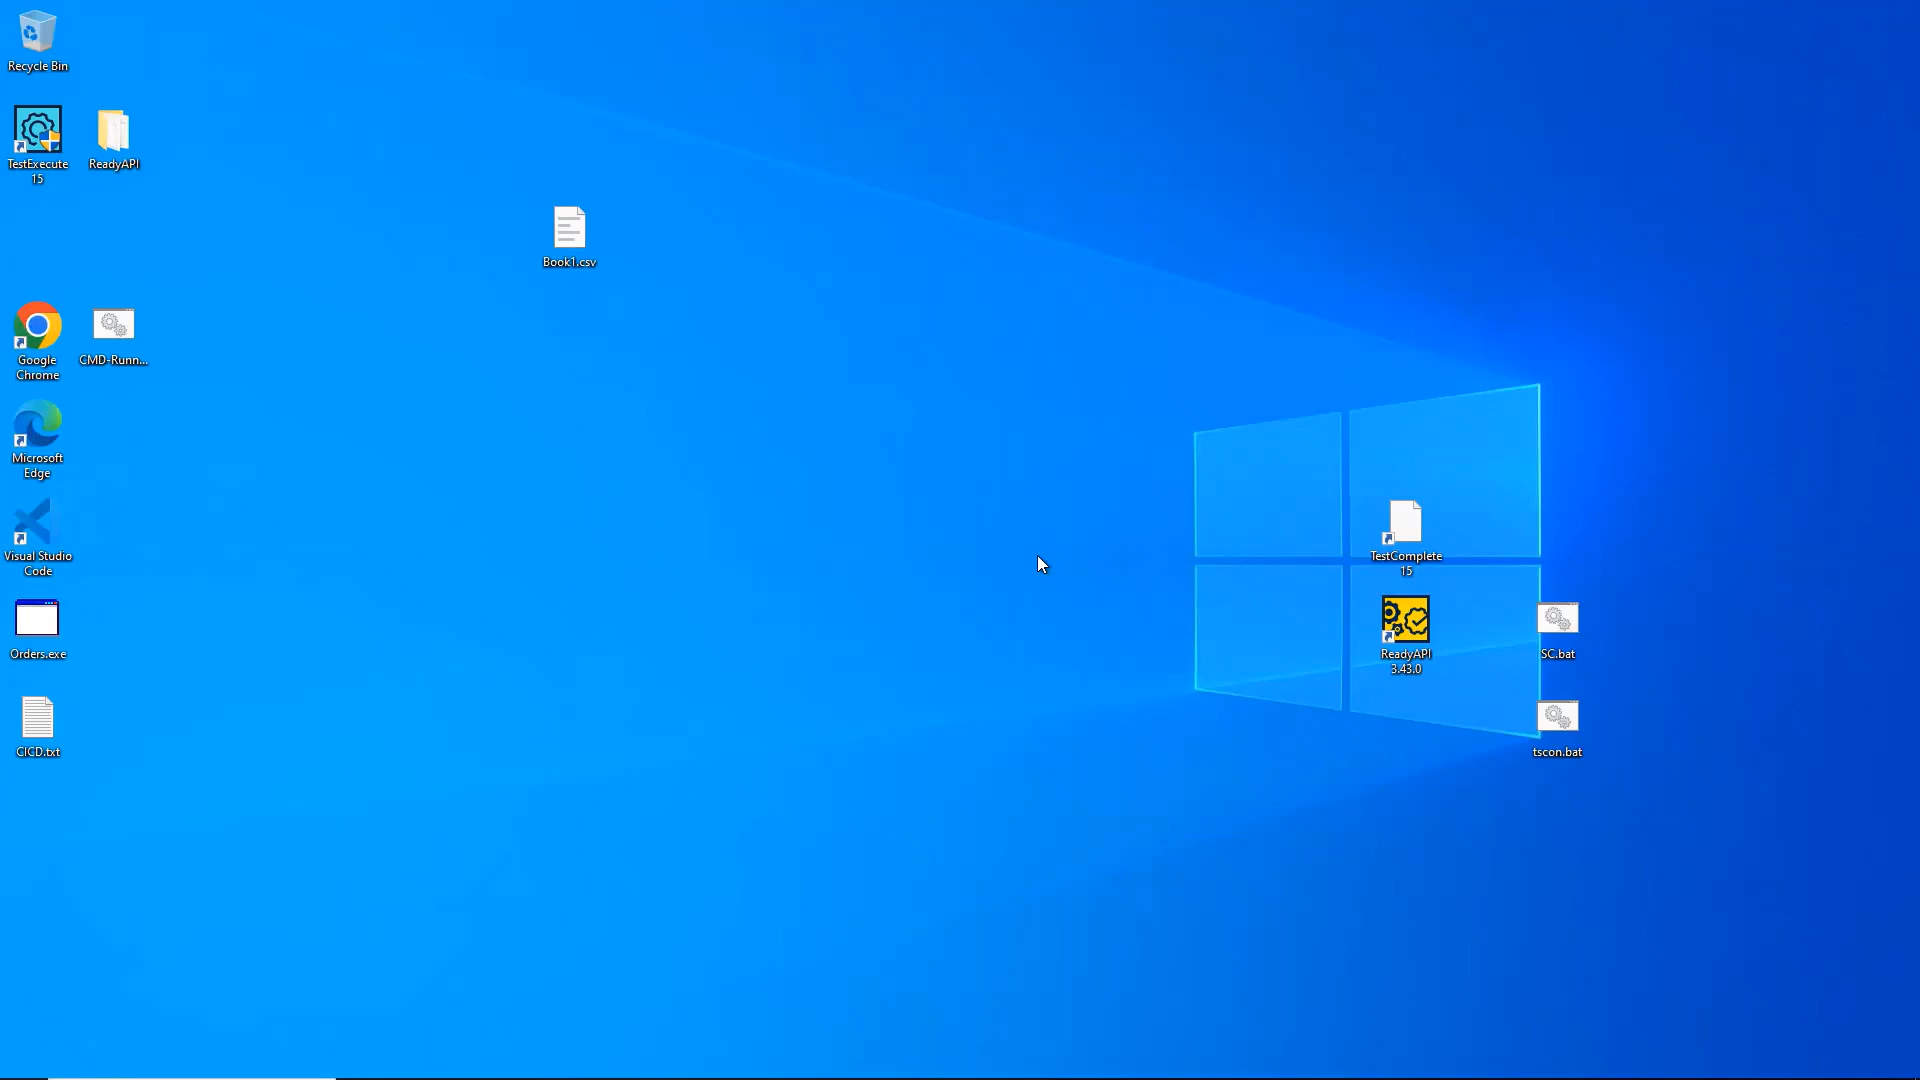 Recycle Bin
TestExecute
15
ReadyAPI
Book1.csv
Google
Chrome
CMD-Runn...
Microsoft
Edge
Visual Studio
Code
TestComplete
15
Orders.exe
ReadyAPI
3.43.0
SC.bat
CICD.txt
tscon.bat